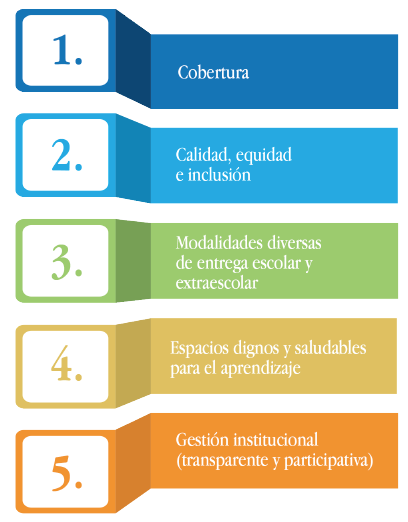 1.
Cobertura
2.
Calidad, equidad
e inclusión
3.
Modalidades diversas
de entrega escolar y
extraescolar
4.
Espacios dignos y saludables
para el aprendizaje
5.
Gestión institucional
(transparente y participativa)